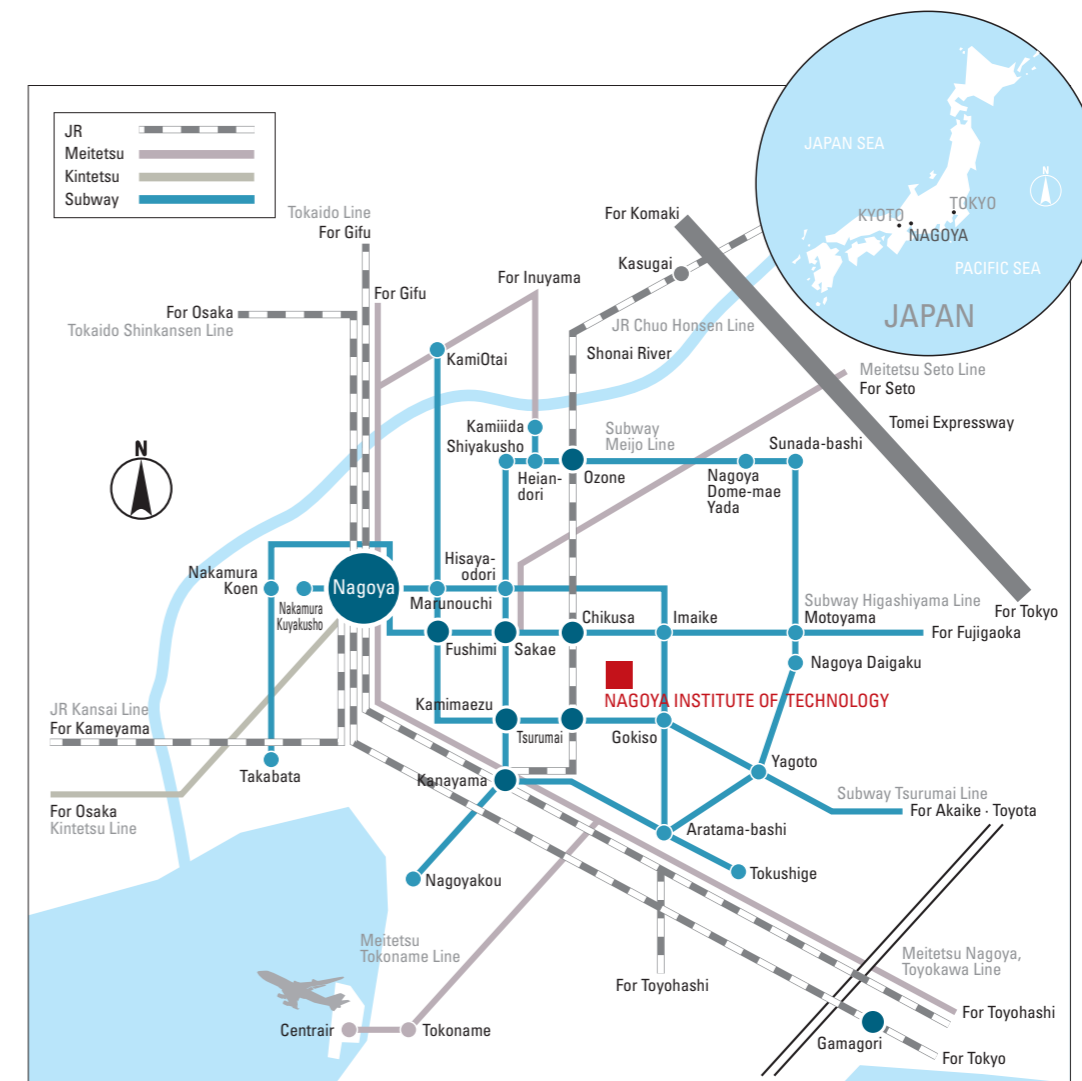 JR
Meitetsu
Kintetsu
Subway
JAPAN SEA
N
TOKYO
KYOTO
NAGOYA
PACIFIC SEA
JAPAN
Tokaido Line
For Gifu
For Komaki
Kasugai
For Inuyama
For Gifu
For Osaka
Tokaido Shinkansen Line
JR Chuo Honsen Line
Shonai River
KamiOtai
Meitetsu Seto Line
For Seto
Tomei Expressway
Kamiiida
Shiyakusho
Subway
Meijo Line
Sunada-bashi
N
Heian-
dori
Ozone
Nagoya
Dome-mae
Yada
Hisaya-
odori
Nakamura
Koen
Nakamura
Kuyakusho
Nagoya
Marunouchi
Chikusa
Imaike
Subway Higashiyama Line
Motoyama
For Tokyo
For Fujigaoka
Fushimi
Sakae
Nagoya Daigaku
NAGOYA INSTITUTE OF TECHNOLOGY
JR Kansai Line
For Kameyama
Kamimaezu
Tsurumai
Gokiso
Takabata
Kanayama
Yagoto
Subway Tsurumai Line
For Akaike · Toyota
For Osaka
Kintetsu Line
Aratama-bashi
Nagoyakou
Tokushige
Meitetsu
Tokoname Line
Meitetsu Nagoya,
Toyokawa Line
For Toyohashi
For Toyohashi
Centrair
Tokoname
Gamagori
For Tokyo